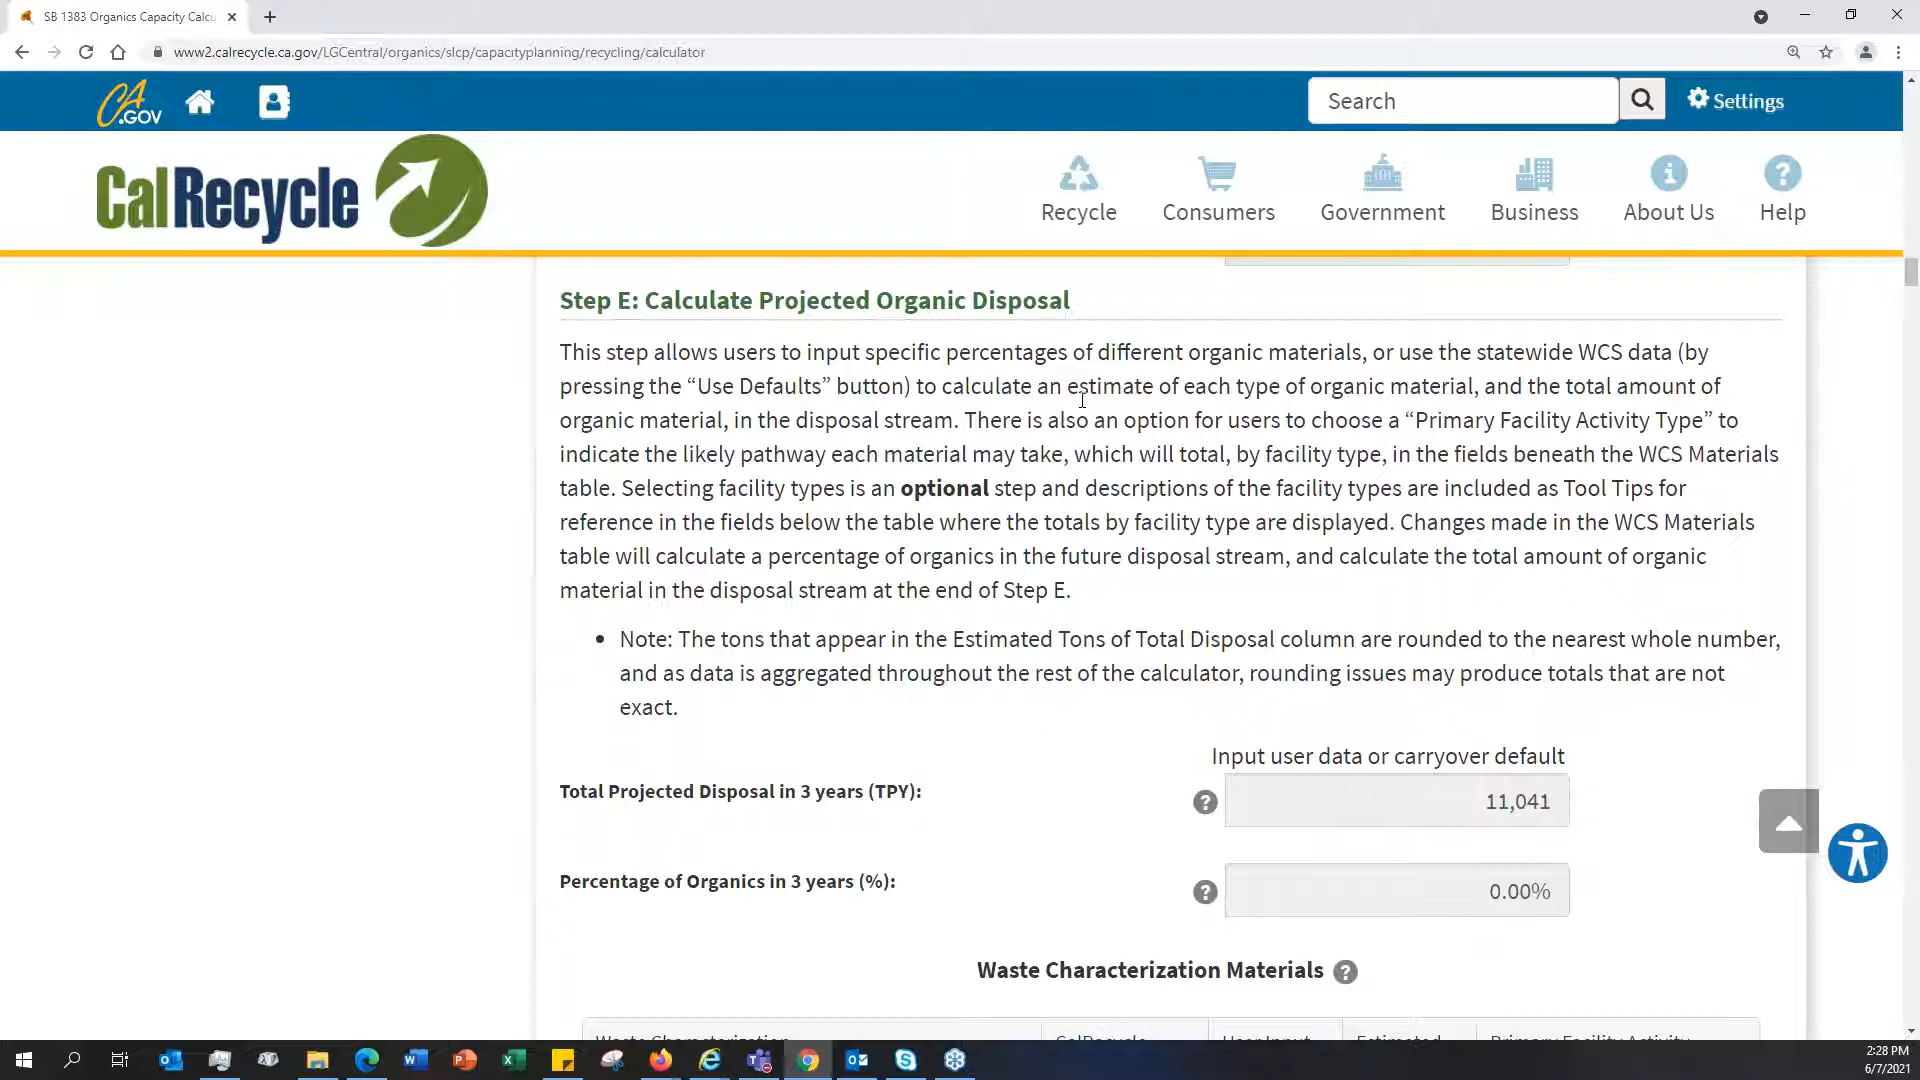 SB 1383 Organics Capacity Calcu
www2.calrecycle.ca.gov/LGCentral/organics/slcp/capacityplanning/recycling/calculator
CA.GOV
Search
Settings
CalRecycle
Recycle
Consumers
Government
Business
About Us
Help
Step E: Calculate Projected Organic Disposal
This step allows users to input specific percentages of different organic materials, or use the statewide WCS data (by
pressing the “Use Defaults” button) to calculate an estimate of each type of organic material, and the total amount of
organic material, in the disposal stream. There is also an option for users to choose a “Primary Facility Activity Type” to
indicate the likely pathway each material may take, which will total, by facility type, in the fields beneath the WCS Materials
table. Selecting facility types is an optional step and descriptions of the facility types are included as Tool Tips for
reference in the fields below the table where the totals by facility type are displayed. Changes made in the WCS Materials
table will calculate a percentage of organics in the future disposal stream, and calculate the total amount of organic
material in the disposal stream at the end of Step E.
• Note: The tons that appear in the Estimated Tons of Total Disposal column are rounded to the nearest whole number,
and as data is aggregated throughout the rest of the calculator, rounding issues may produce totals that are not
exact.
Input user data or carryover default
Total Projected Disposal in 3 years (TPY):
? 11,041
Percentage of Organics in 3 years (%):
? 0.00%
Waste Characterization Materials ?
Waste Characterization CalRecycle User Input Estimated Primary Facility Activity
2:28 PM
6/7/2021